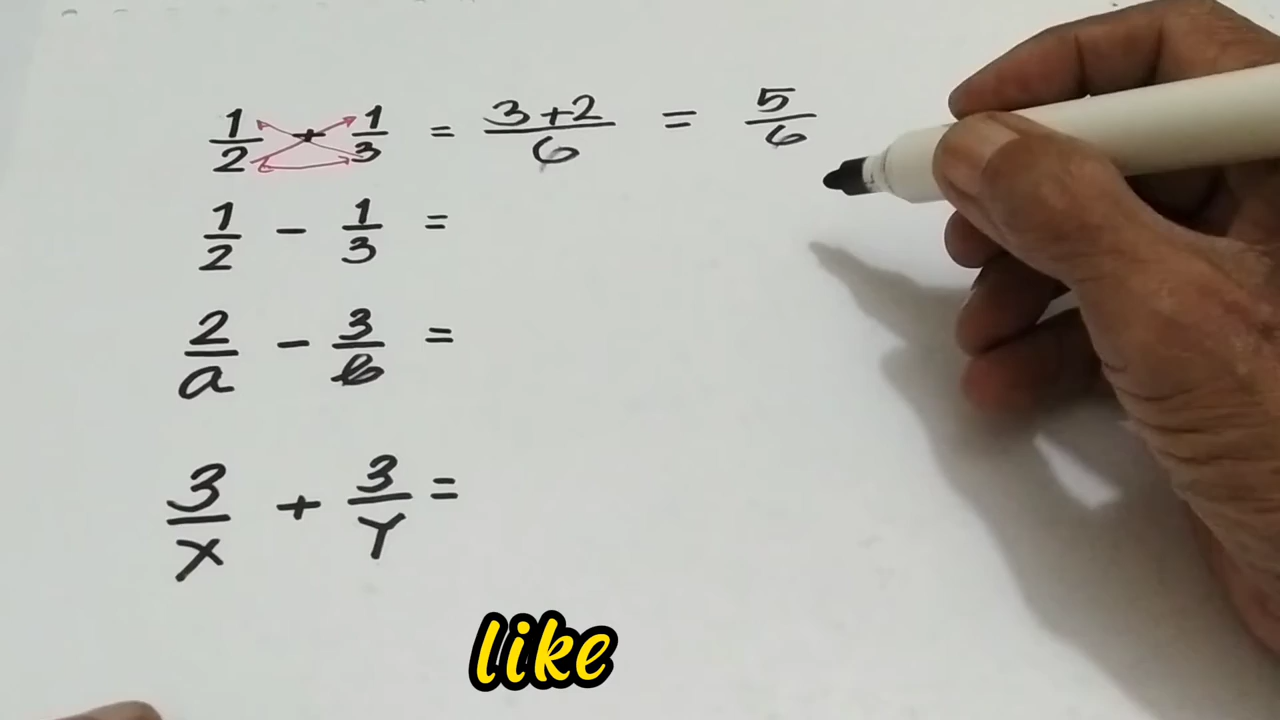 1/2 + 1/3 = 3+2/6 = 5/6
1/2 - 1/3 =
2/a - 3/b =
3/x + 3/y =
like